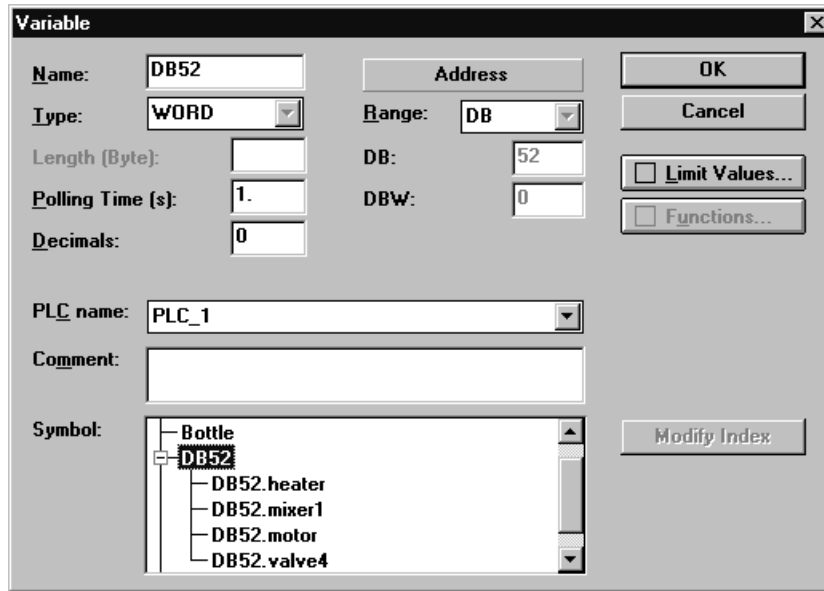 Variable
Name: DB52
Address
OK
Type: WORD
Range: DB
Cancel
Length (Byte):
DB: 52
Limit Values...
Polling Time (s): 1.
DBW: 0
Functions...
Decimals: 0
PLC name: PLC_1
Comment:
Symbol:
Bottle
DB52
DB52.heater
DB52.mixer1
DB52.motor
DB52.valve4
Modify Index